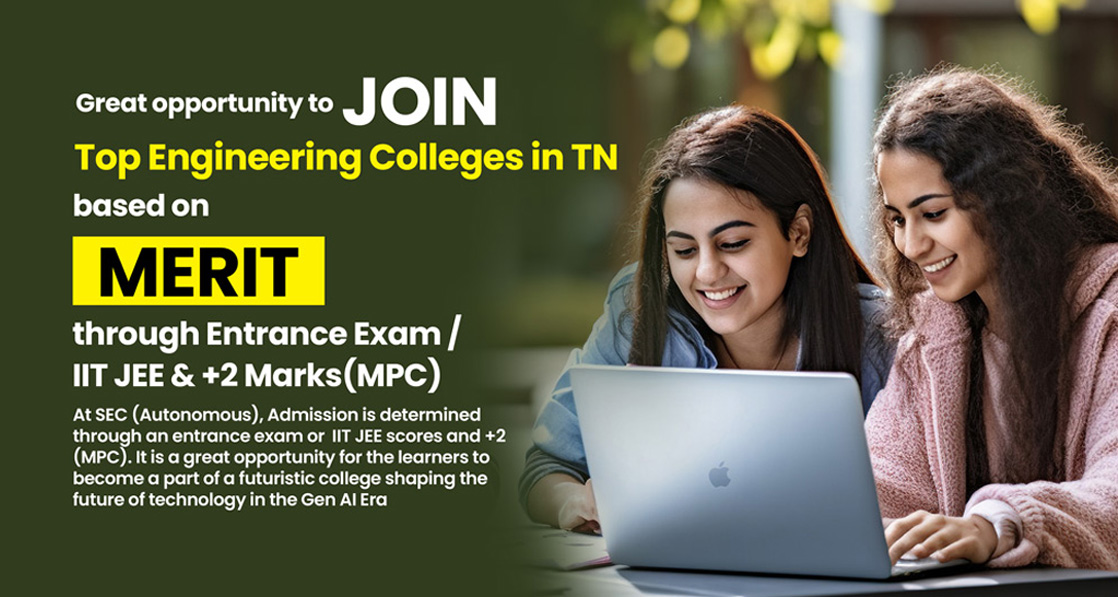 Great opportunity to JOIN
Top Engineering Colleges in TN
based on
MERIT
through Entrance Exam /
IIT JEE & +2 Marks(MPC)
At SEC (Autonomous), Admission is determined
through an entrance exam or IIT JEE scores and +2
(MPC). It is a great opportunity for the learners to
become a part of a futuristic college shaping the
future of technology in the Gen AI Era